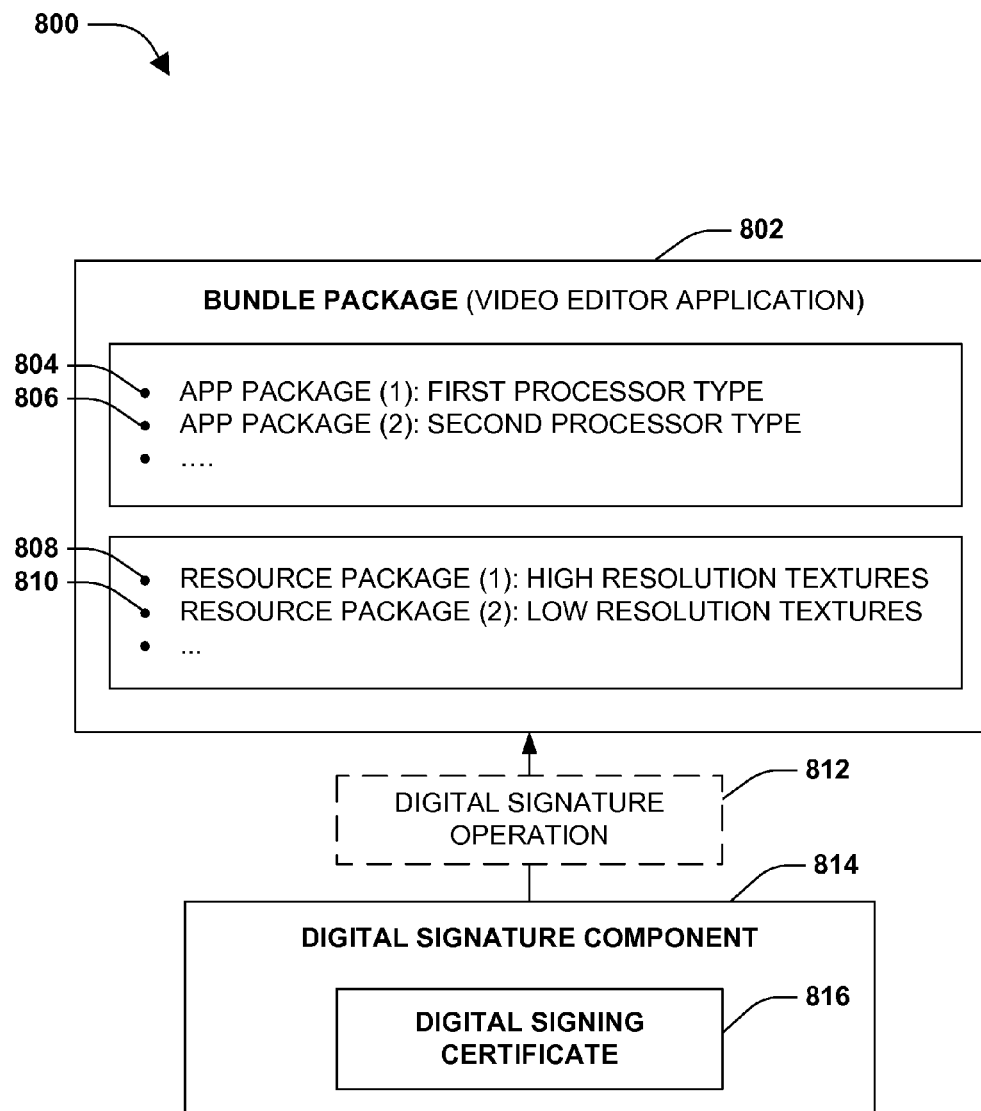 800
802
BUNDLE PACKAGE (VIDEO EDITOR APPLICATION)
804
• APP PACKAGE (1): FIRST PROCESSOR TYPE
806
• APP PACKAGE (2): SECOND PROCESSOR TYPE
• ....
808
• RESOURCE PACKAGE (1): HIGH RESOLUTION TEXTURES
810
• RESOURCE PACKAGE (2): LOW RESOLUTION TEXTURES
• ...
812
DIGITAL SIGNATURE
OPERATION
814
DIGITAL SIGNATURE COMPONENT
816
DIGITAL SIGNING
CERTIFICATE